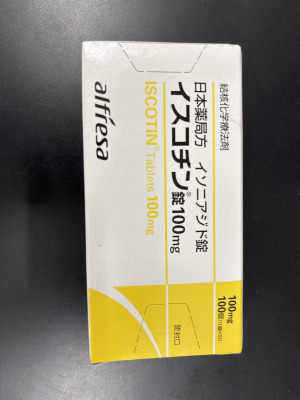 結核化学療法剤
日本薬局方 イソニアジド錠
イスコチン®錠100mg
ISCOTIN® Tablets 100mg
alfresa
100mg
100錠
開封口